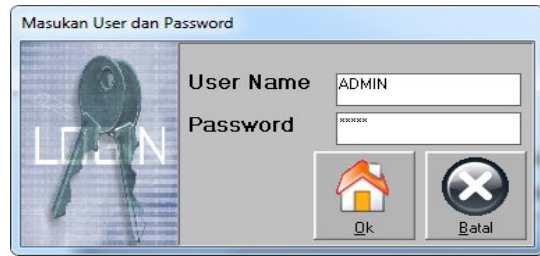 Masukan User dan Password
LOGIN
User Name
ADMIN
Password
*****
Ok
Batal